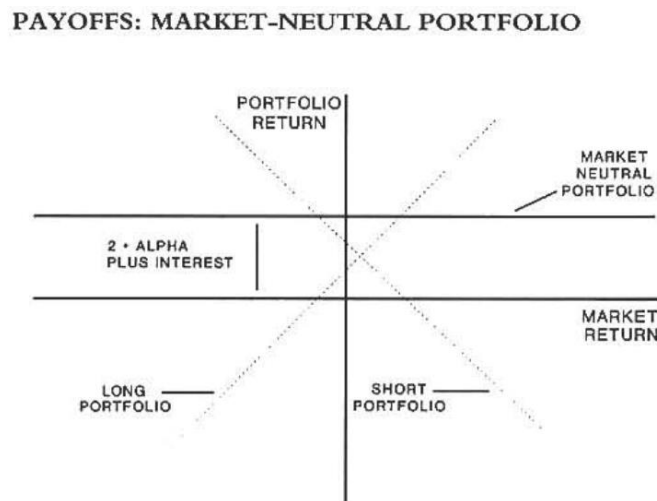 PAYOFFS: MARKET-NEUTRAL PORTFOLIO
PORTFOLIO
RETURN
MARKET
NEUTRAL
PORTFOLIO
2 • ALPHA
PLUS INTEREST
MARKET
RETURN
LONG
PORTFOLIO
SHORT
PORTFOLIO